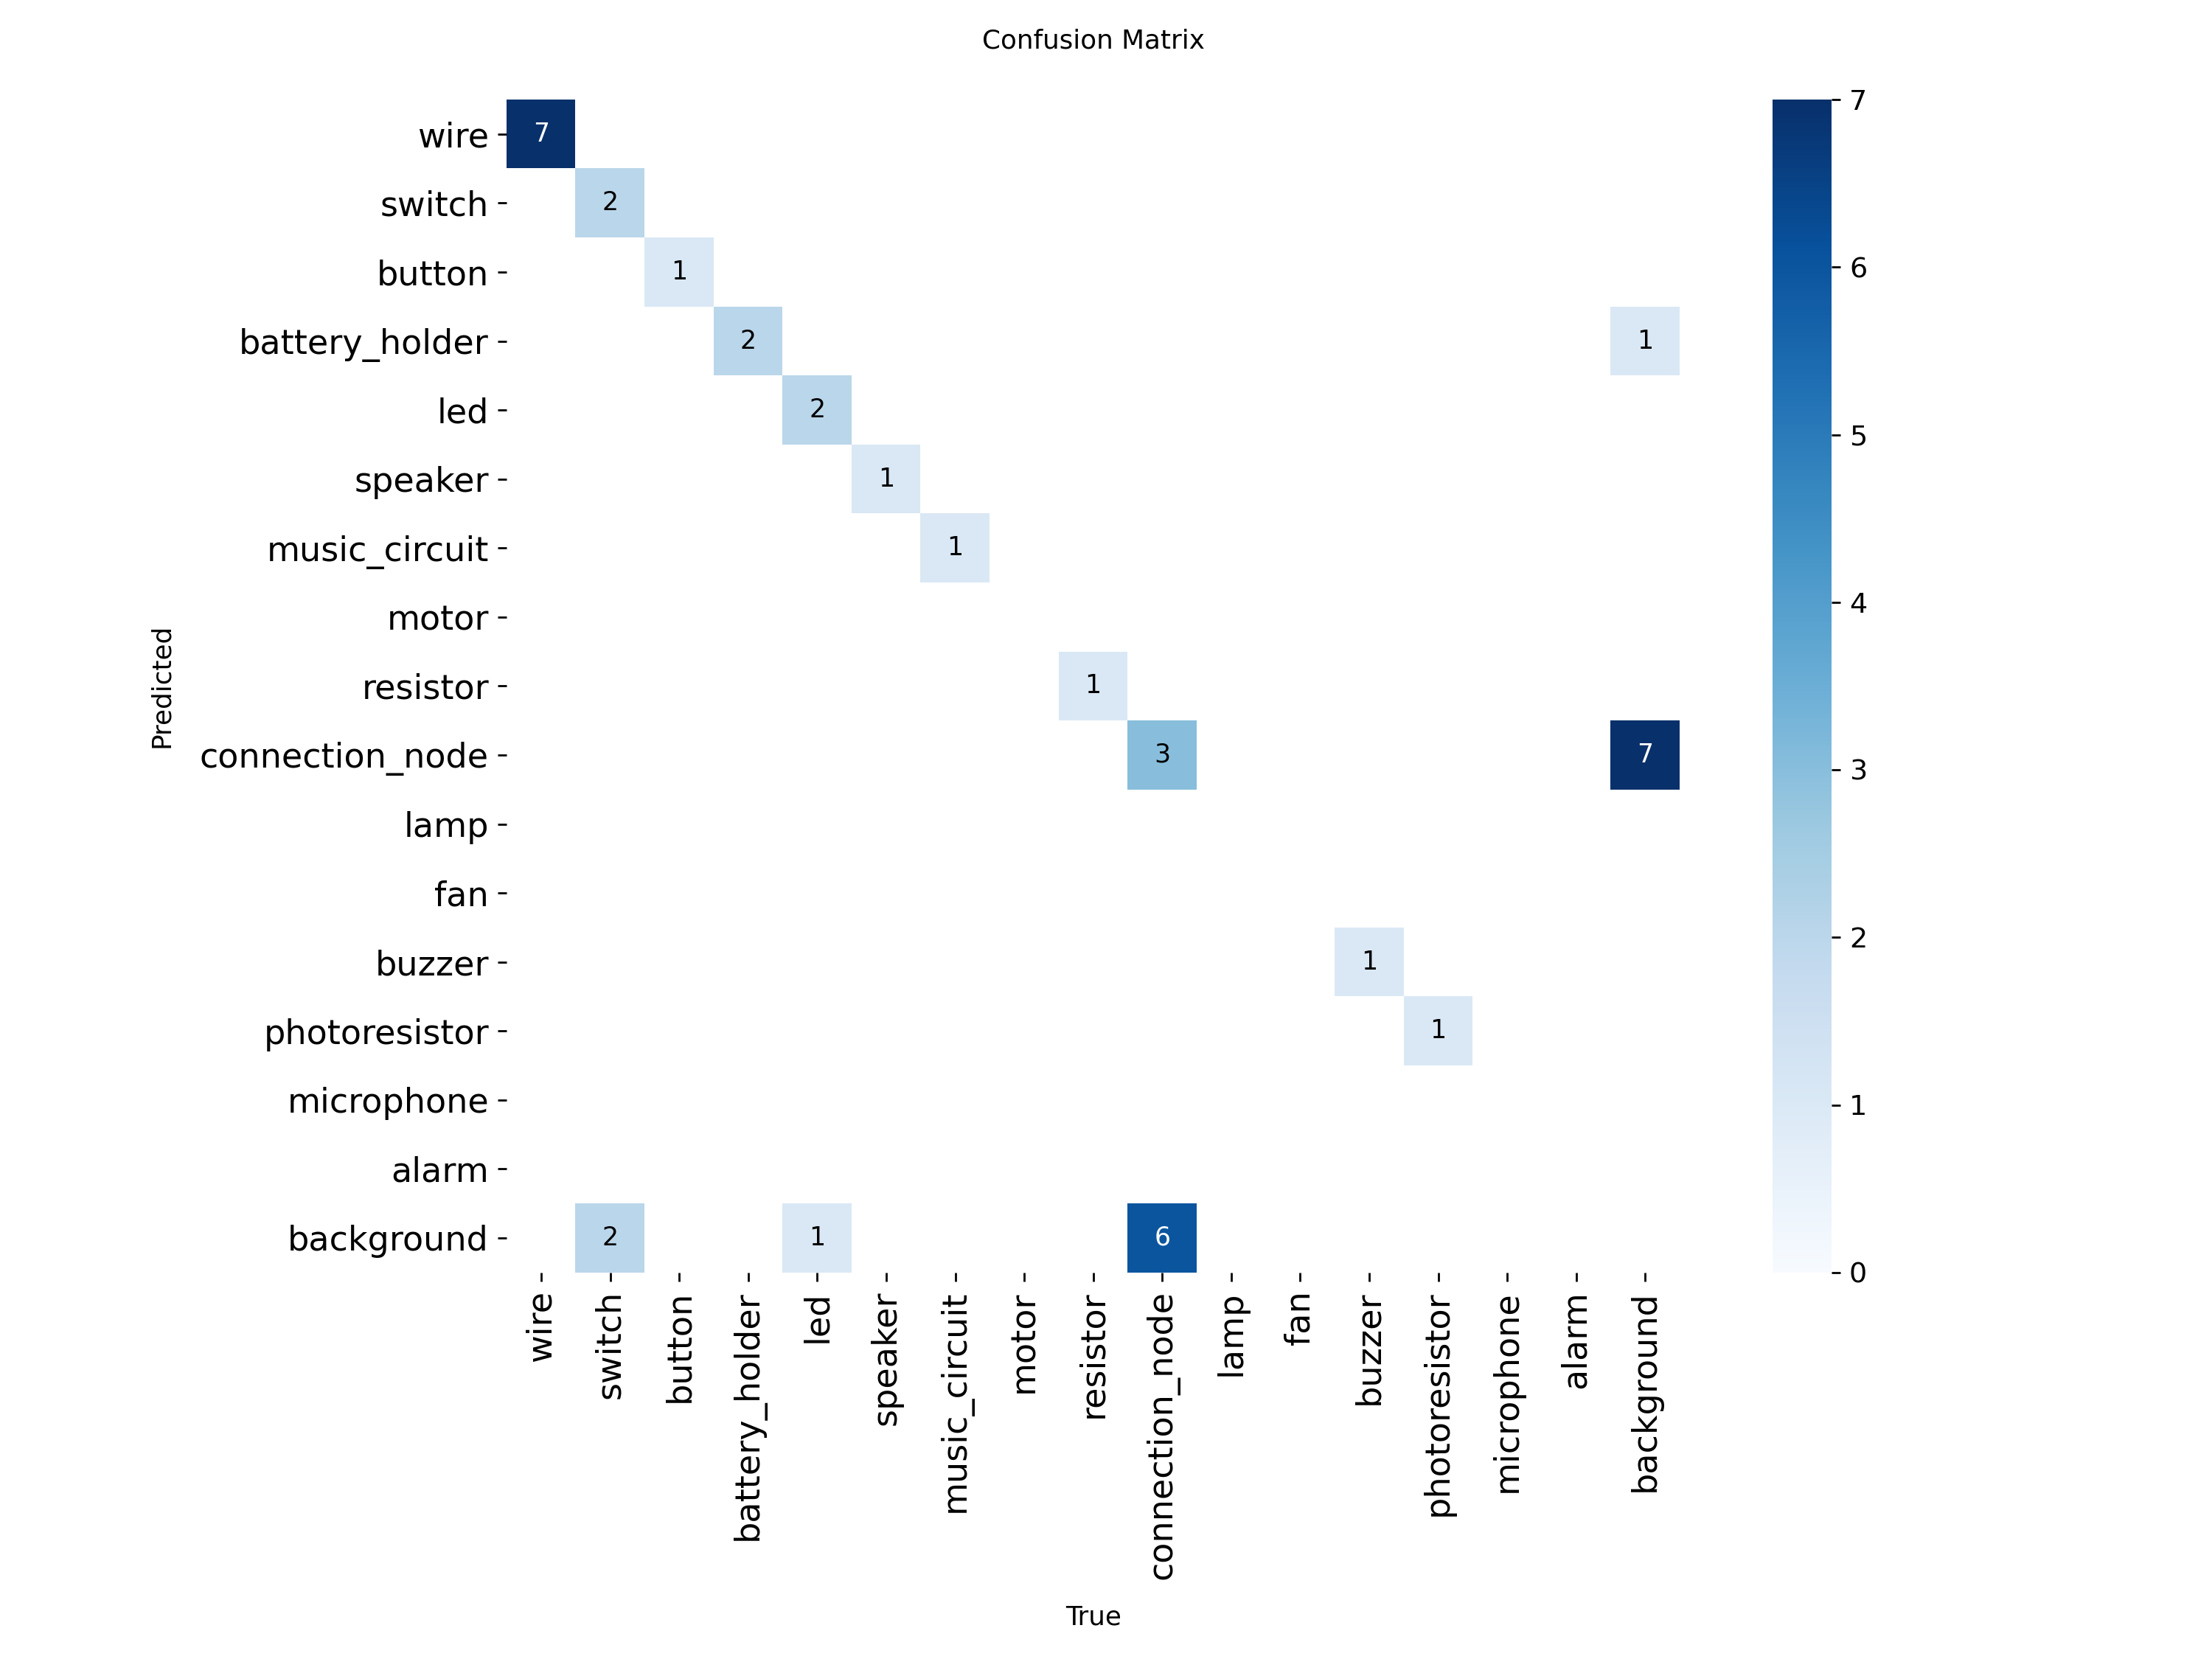 Confusion Matrix
Predicted
wire 7
switch 2
button 1
battery_holder 2 1
led 2
speaker 1
music_circuit 1
motor
resistor 1
connection_node 3 7
lamp
fan
buzzer 1
photoresistor 1
microphone
alarm
background 2 1 6
wire switch button battery_holder led speaker music_circuit motor resistor connection_node lamp fan buzzer photoresistor microphone alarm background
True
7
6
5
4
3
2
1
0